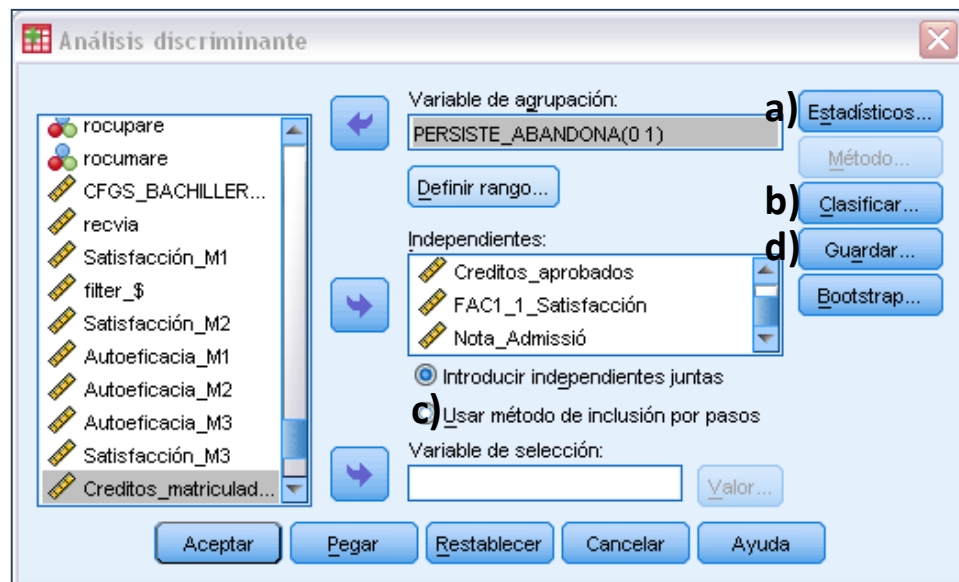 Análisis discriminante
rocupare
rocumare
CFGS_BACHILLER...
recvia
Satisfacción_M1
filter_$
Satisfacción_M2
Autoeficacia_M1
Autoeficacia_M2
Autoeficacia_M3
Satisfacción_M3
Creditos_matriculad...
Variable de agrupación:
PERSISTE_ABANDONA(0 1)
Definir rango...
Independientes:
Creditos_aprobados
FAC1_1_Satisfacción
Nota_Admissió
Introducir independientes juntas
c) Usar método de inclusión por pasos
Variable de selección:
Valor...
a) Estadísticos...
Método...
b) Clasificar...
d) Guardar...
Bootstrap...
Aceptar
Pegar
Restablecer
Cancelar
Ayuda